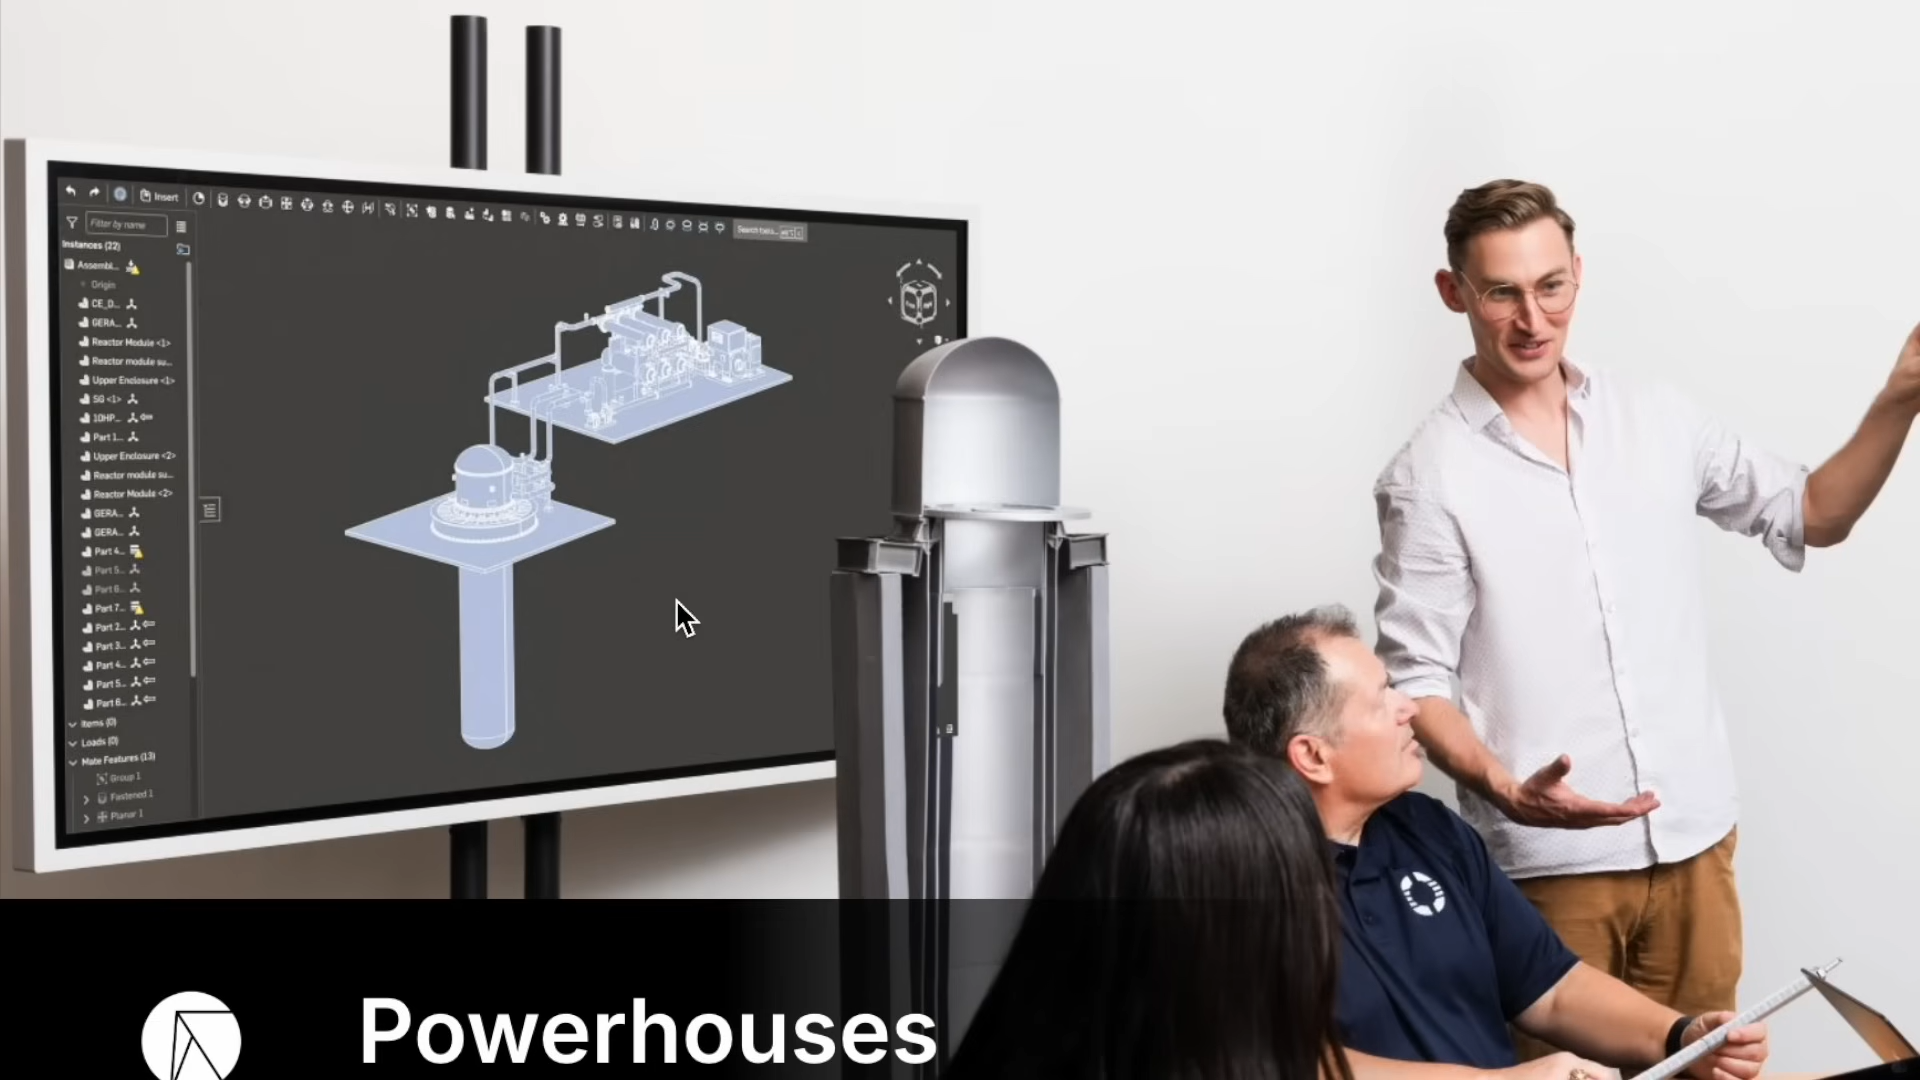 Insert
Search tools...
Filter by name
Instances (22)
Assembl...
Origin
CE_D...
GERA...
Reactor Module <1>
Reactor module su...
Upper Enclosure <1>
SG <1>
10HP...
Part 1...
Upper Enclosure <2>
Reactor module su...
Reactor Module <2>
GERA...
GERA...
Part 4...
Part 5...
Part 6...
Part 7...
Part 2...
Part 3...
Part 4...
Part 5...
Part 6...
Items (0)
Loads (0)
Mate Features (13)
Group 1
Fastened 1
Planar 1
Powerhouses